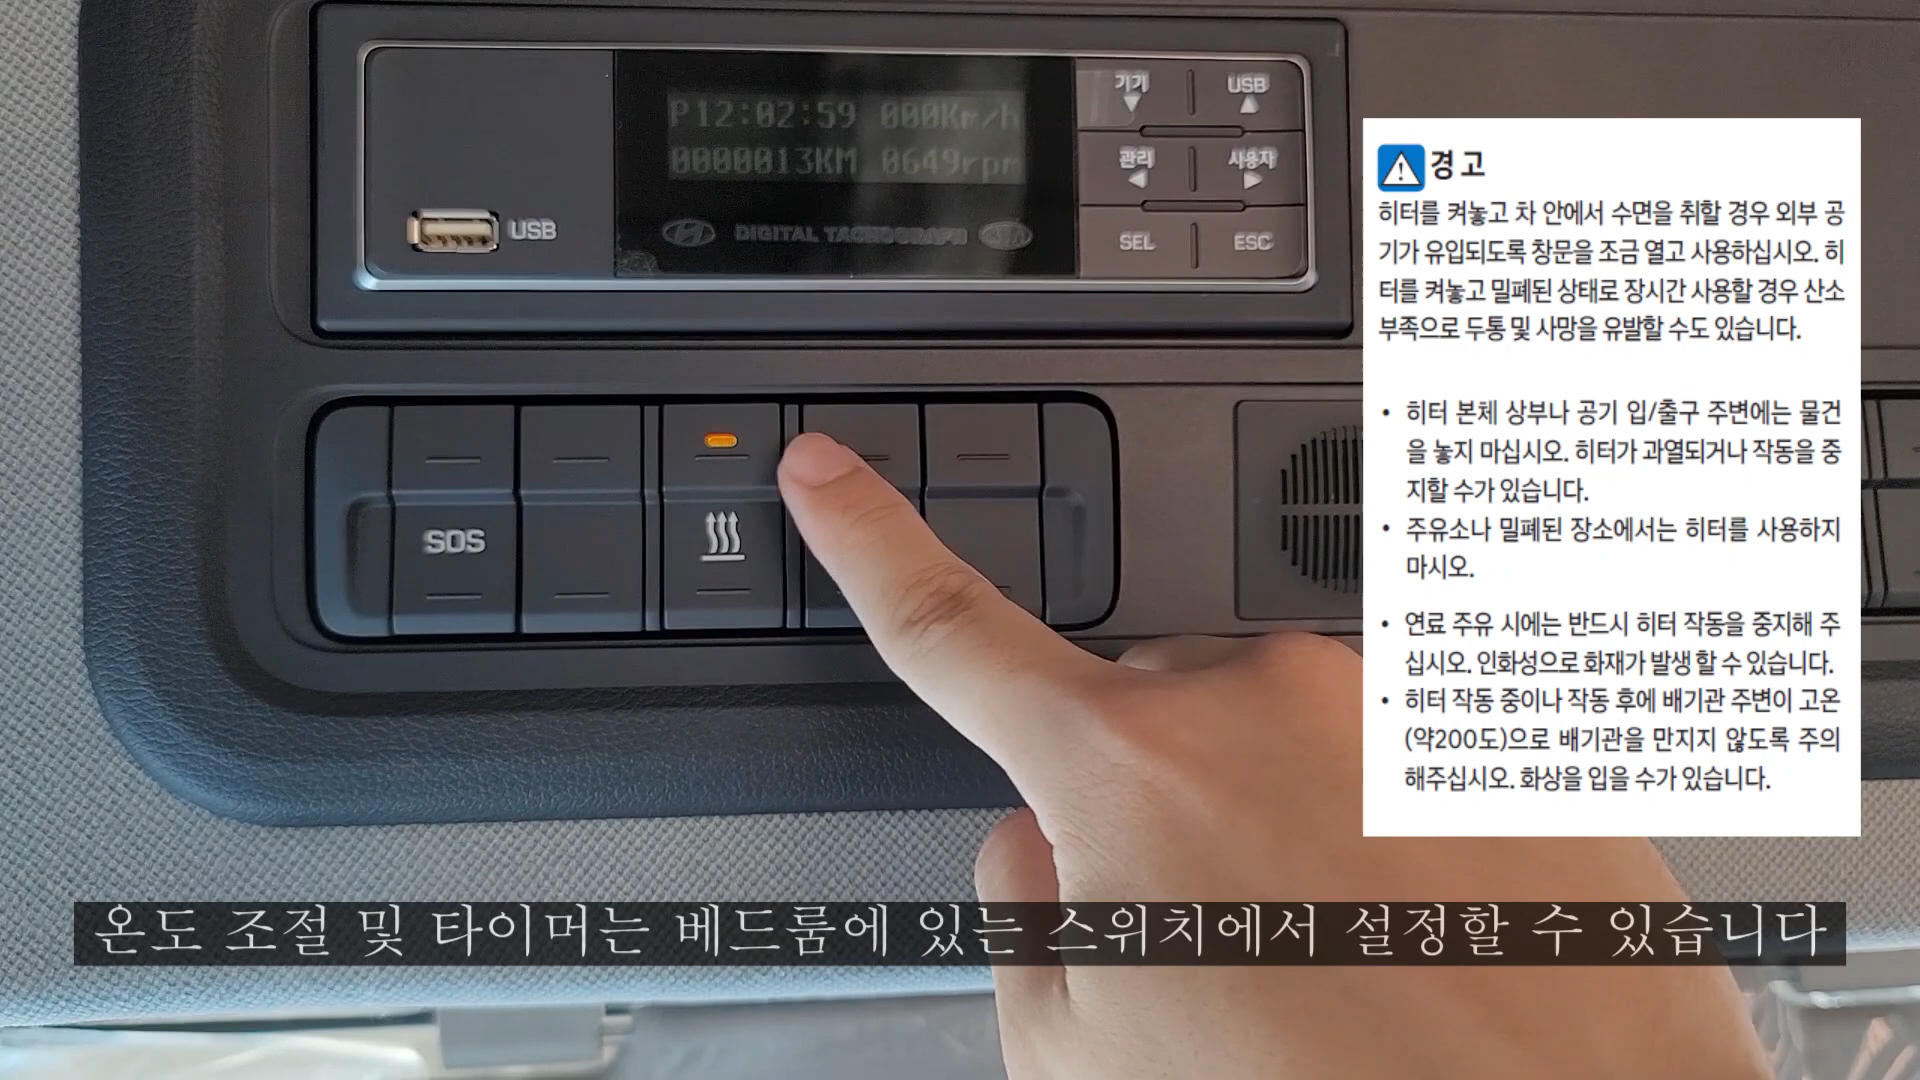 P12:02:59 000Km/h
0000013KM 0649rpm
USB
DIGITAL TACHOGRAPH
기기
USB
관리
사용자
SEL
ESC
SOS
경고
히터를 켜놓고 차 안에서 수면을 취할 경우 외부 공
기가 유입되도록 창문을 조금 열고 사용하십시오. 히
터를 켜놓고 밀폐된 상태로 장시간 사용할 경우 산소
부족으로 두통 및 사망을 유발할 수도 있습니다.
• 히터 본체 상부나 공기 입/출구 주변에는 물건
을 놓지 마십시오. 히터가 과열되거나 작동을 중
지할 수가 있습니다.
• 주유소나 밀폐된 장소에서는 히터를 사용하지
마시오.
• 연료 주유 시에는 반드시 히터 작동을 중지해 주
십시오. 인화성으로 화재가 발생 할 수 있습니다.
• 히터 작동 중이나 작동 후에 배기관 주변이 고온
(약200도)으로 배기관을 만지지 않도록 주의
해주십시오. 화상을 입을 수가 있습니다.
온도 조절 및 타이머는 베드룸에 있는 스위치에서 설정할 수 있습니다